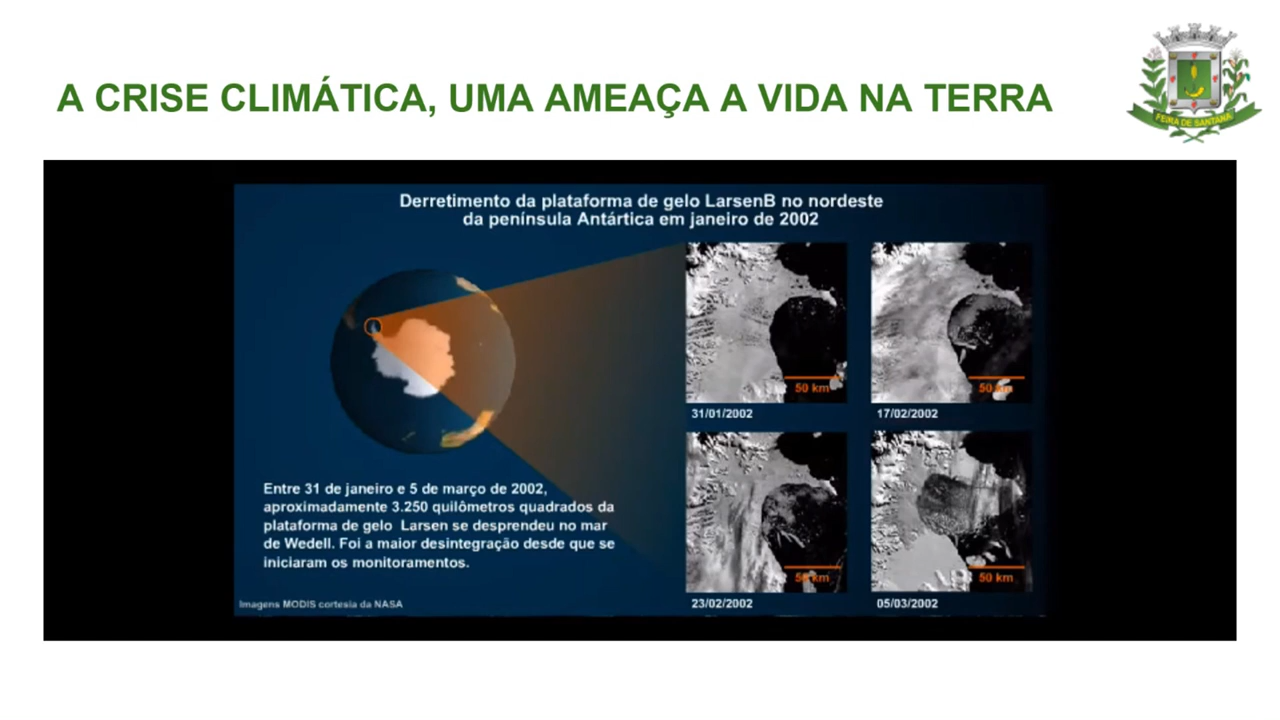 A CRISE CLIMÁTICA, UMA AMEAÇA A VIDA NA TERRA
FEIRA DE SANTANA
Derretimento da plataforma de gelo LarsenB no nordeste
da península Antártica em janeiro de 2002
50 km
31/01/2002
50 km
17/02/2002
50 km
23/02/2002
50 km
05/03/2002
Entre 31 de janeiro e 5 de março de 2002,
aproximadamente 3.250 quilômetros quadrados da
plataforma de gelo Larsen se desprendeu no mar
de Wedell. Foi a maior desintegração desde que se
iniciaram os monitoramentos.
Imagens MODIS cortesia da NASA